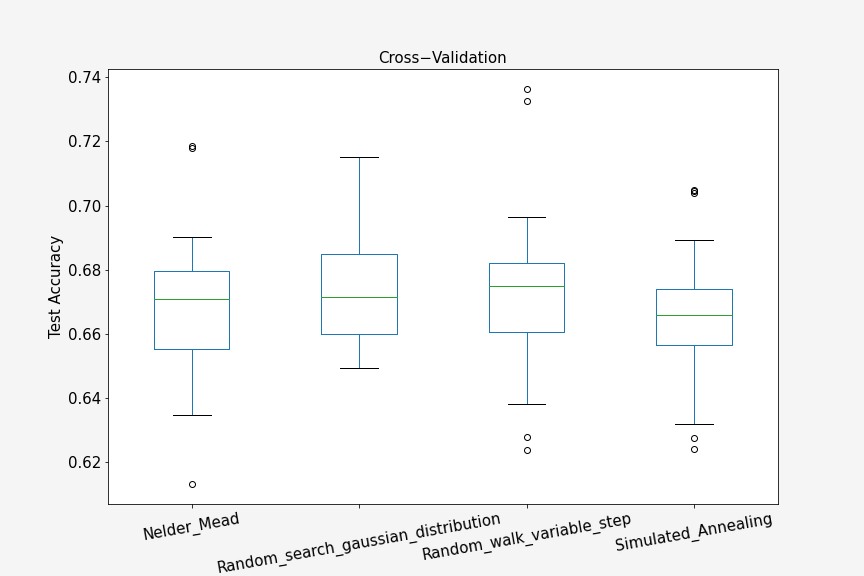 Cross−Validation
0.74
0.72
0.70
0.68
0.66
0.64
0.62
Test Accuracy
Nelder_Mead
Random_search_gaussian_distribution
Random_walk_variable_step
Simulated_Annealing